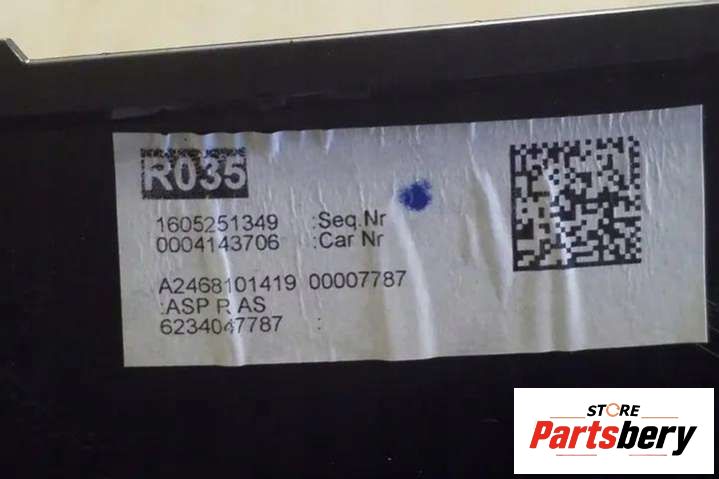 R035
1605251349 :Seq.Nr
0004143706 :Car Nr
A2468101419 00007787
:ASP R AS
6234047787 :
STORE
Partsbery